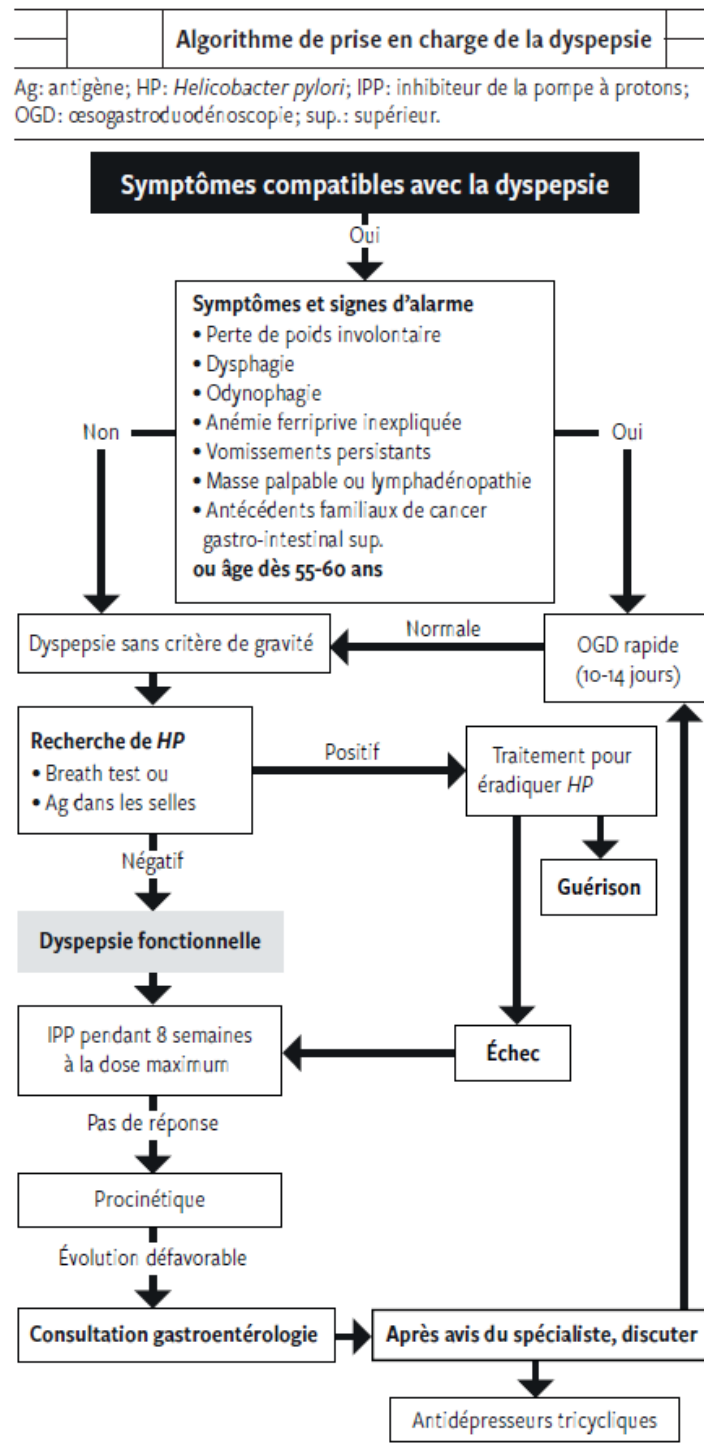 Algorithme de prise en charge de la dyspepsie
Ag: antigène; HP: Helicobacter pylori; IPP: inhibiteur de la pompe à protons;
OGD: œsogastroduodénoscopie; sup.: supérieur.
Symptômes compatibles avec la dyspepsie
Oui
Symptômes et signes d’alarme
• Perte de poids involontaire
• Dysphagie
• Odynophagie
• Anémie ferriprive inexpliquée
• Vomissements persistants
• Masse palpable ou lymphadénopathie
• Antécédents familiaux de cancer
gastro-intestinal sup.
ou âge dès 55-60 ans
Non
Oui
Dyspepsie sans critère de gravité
Normale
OGD rapide
(10-14 jours)
Recherche de HP
• Breath test ou
• Ag dans les selles
Positif
Traitement pour
éradiquer HP
Négatif
Guérison
Dyspepsie fonctionnelle
IPP pendant 8 semaines
à la dose maximum
Échec
Pas de réponse
Procinétique
Évolution défavorable
Consultation gastroentérologie
Après avis du spécialiste, discuter
Antidépresseurs tricycliques